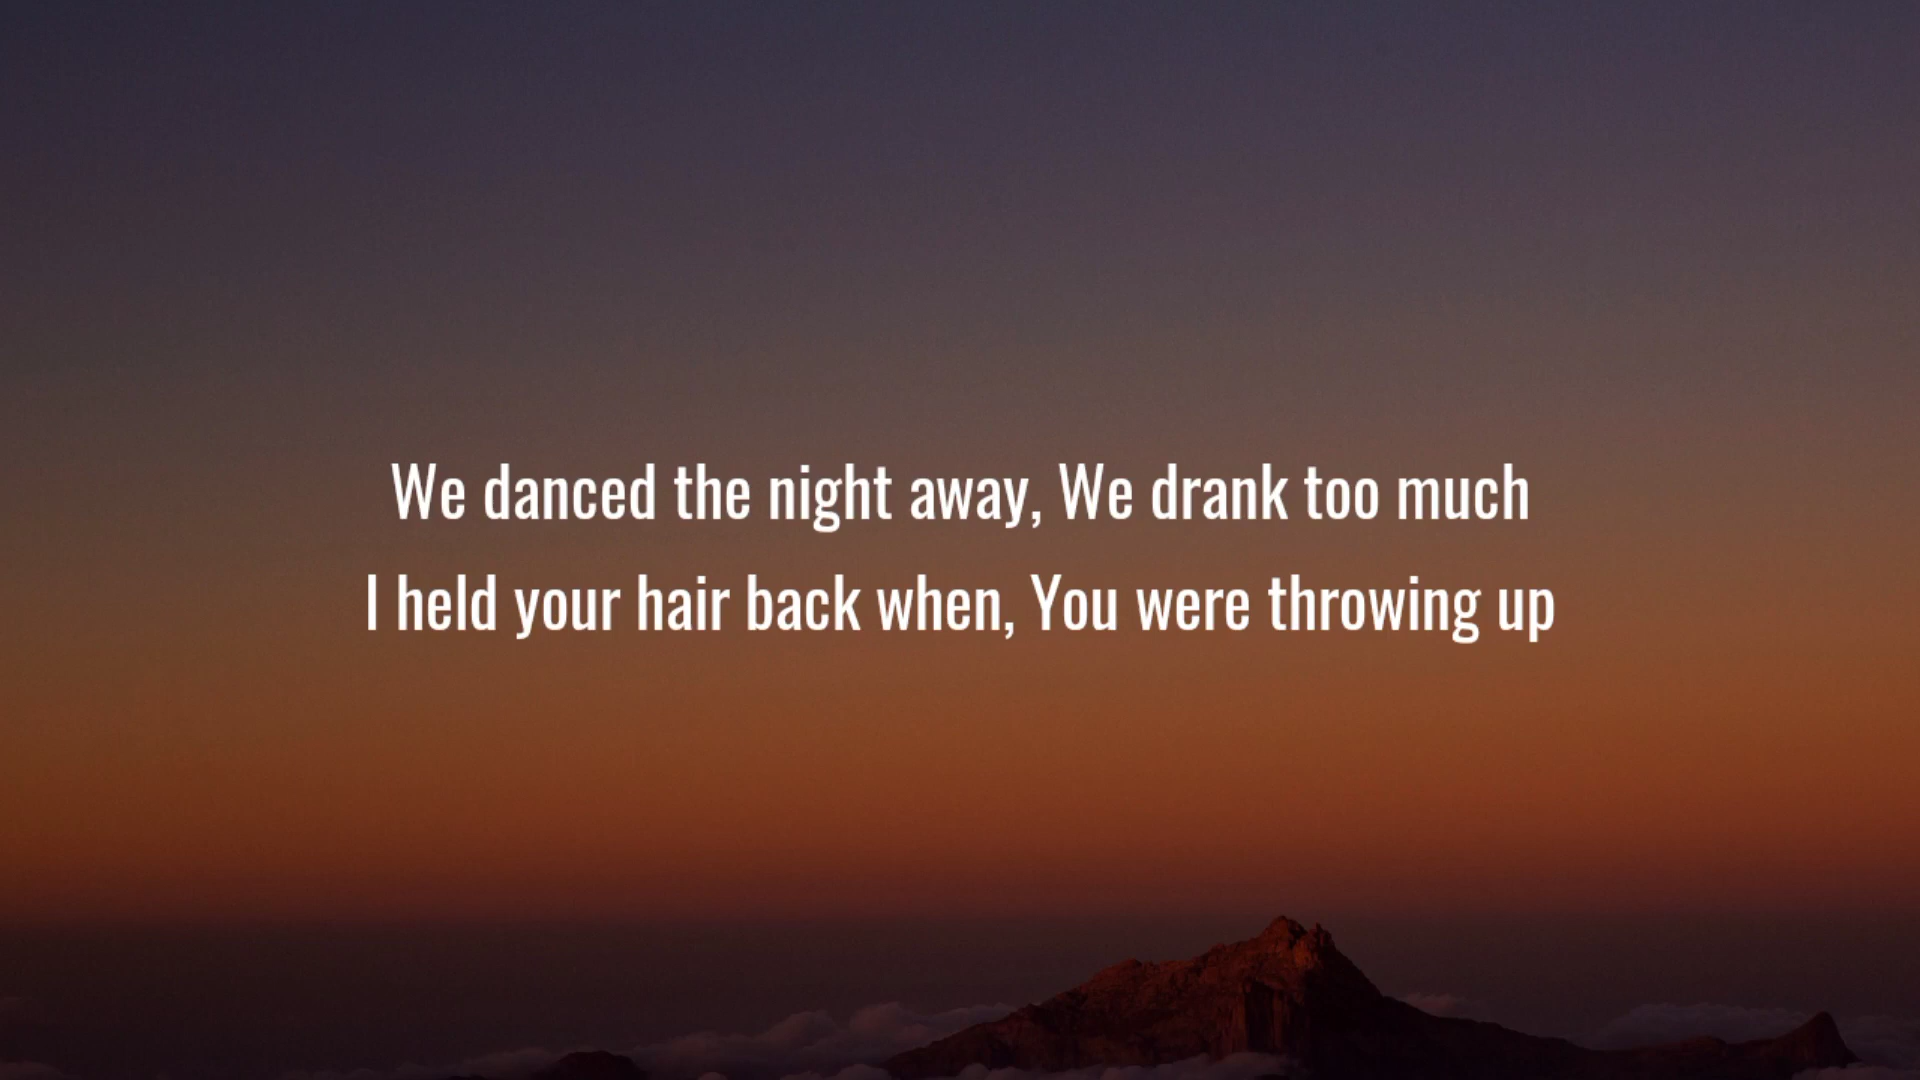 We danced the night away, We drank too much
I held your hair back when, You were throwing up